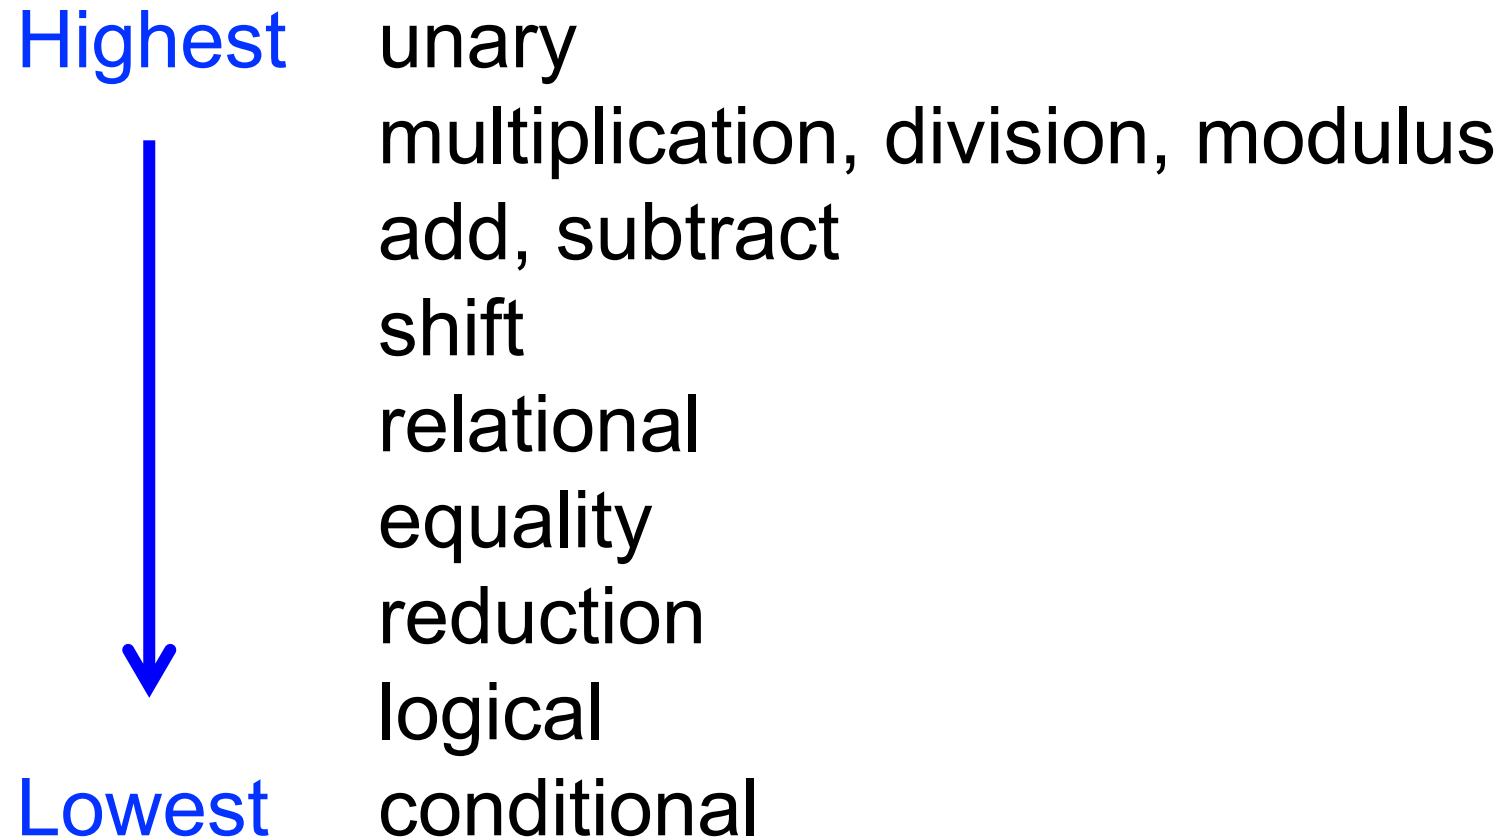 Highest unary
multiplication, division, modulus
add, subtract
shift
relational
equality
reduction
logical
Lowest conditional